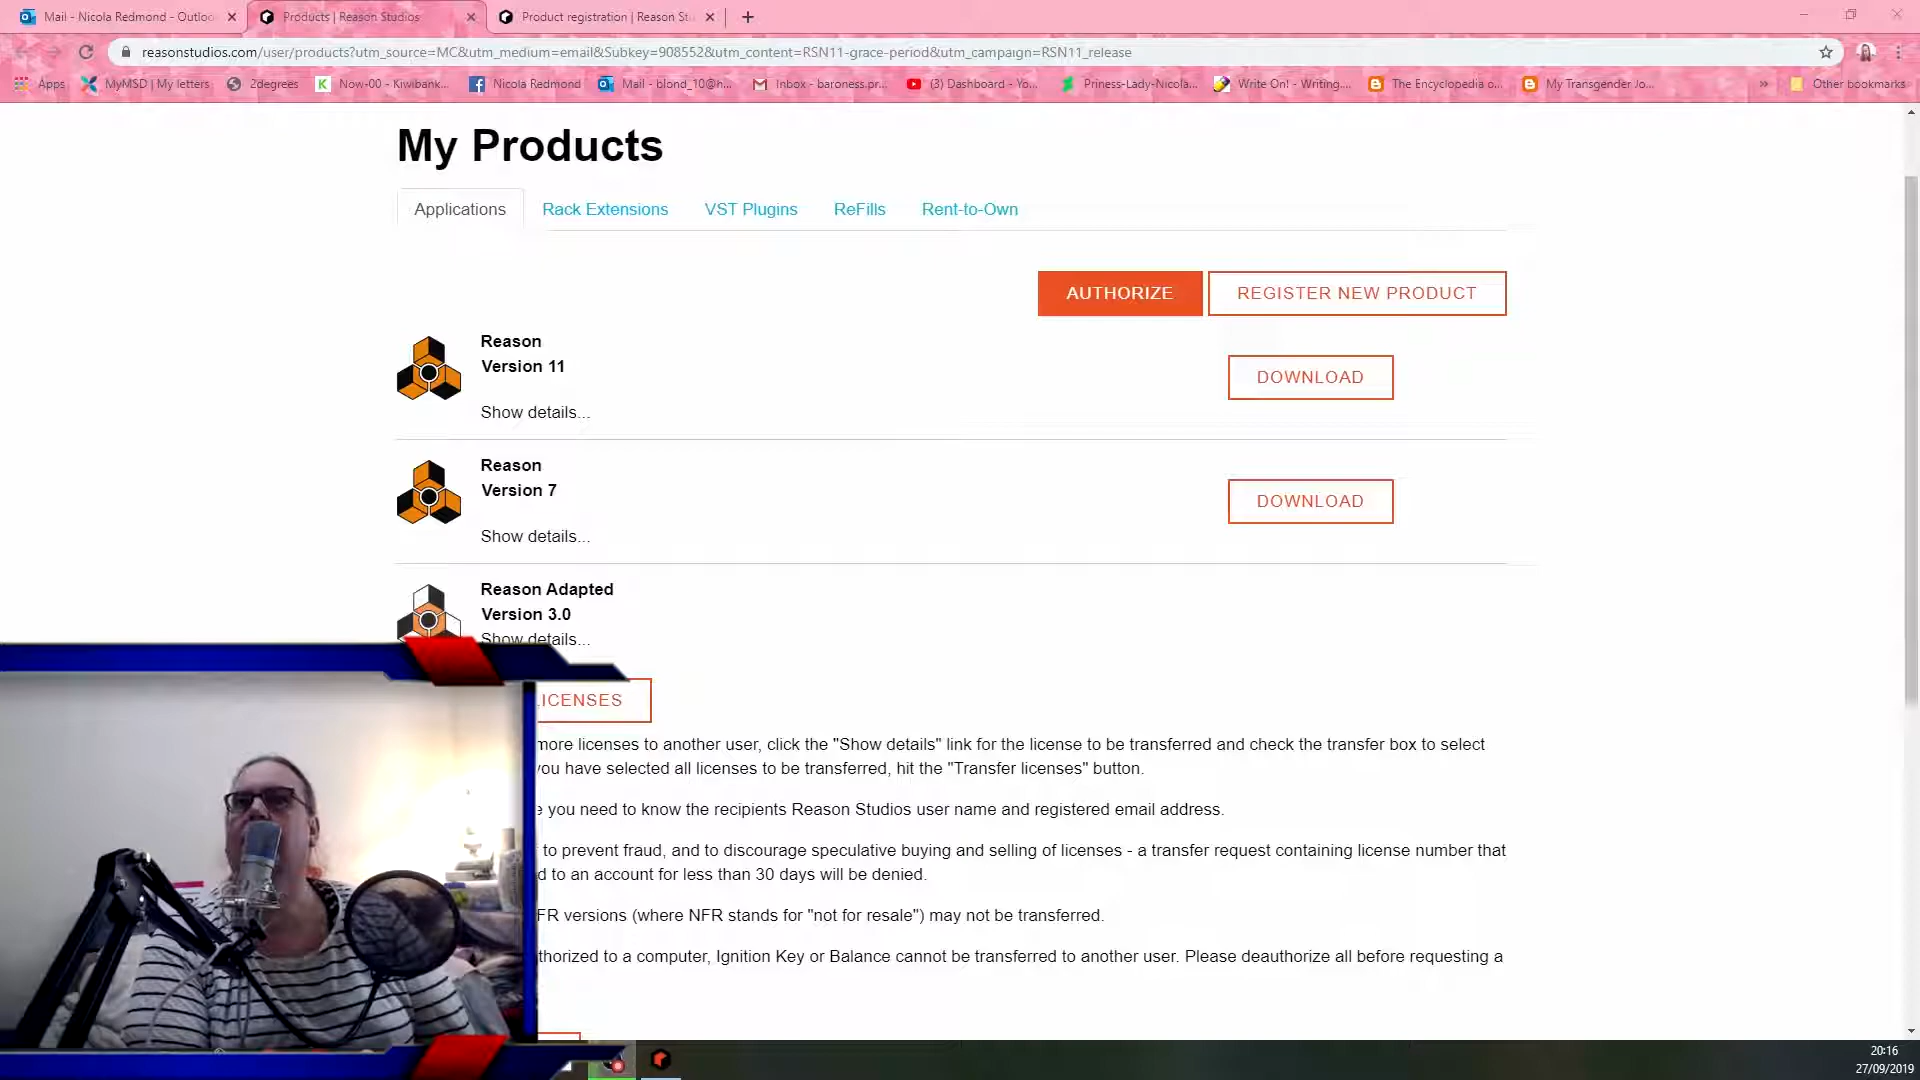 Mail - Nicola Redmond - Outloo
Products | Reason Studios
Product registration | Reason Stu
reasonstudios.com/user/products?utm_source=MC&utm_medium=email&Subkey=908552&utm_content=RSN11-grace-period&utm_campaign=RSN11_release
Apps
MyMSD | My letters
2degrees
Now-00 - Kiwibank...
Nicola Redmond
Mail - blond_10@h...
Inbox - baroness.pr...
(3) Dashboard - Yo...
Priness-Lady-Nicola...
Write On! - Writing....
The Encyclopedia o...
My Transgender Jo...
»
Other bookmarks
My Products
Applications
Rack Extensions
VST Plugins
ReFills
Rent-to-Own
AUTHORIZE
REGISTER NEW PRODUCT
Reason
Version 11
DOWNLOAD
Show details...
Reason
Version 7
DOWNLOAD
Show details...
Reason Adapted
Version 3.0
Show details...
LICENSES
more licenses to another user, click the "Show details" link for the license to be transferred and check the transfer box to select
you have selected all licenses to be transferred, hit the "Transfer licenses" button.
e you need to know the recipients Reason Studios user name and registered email address.
to prevent fraud, and to discourage speculative buying and selling of licenses - a transfer request containing license number that
d to an account for less than 30 days will be denied.
FR versions (where NFR stands for "not for resale") may not be transferred.
thorized to a computer, Ignition Key or Balance cannot be transferred to another user. Please deauthorize all before requesting a
20:16
27/09/2019